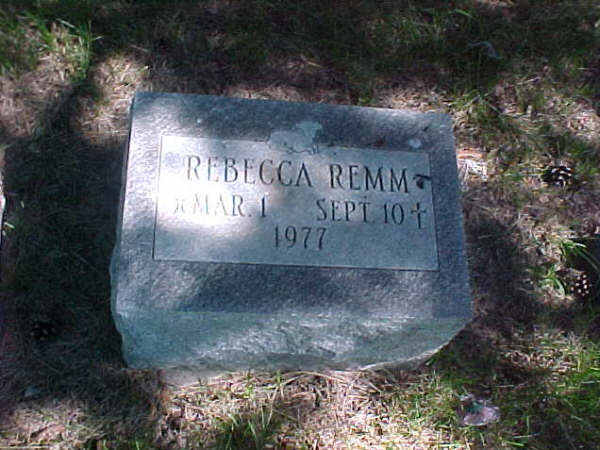 REBECCA REMM
MAR. 1 SEPT. 10
1977